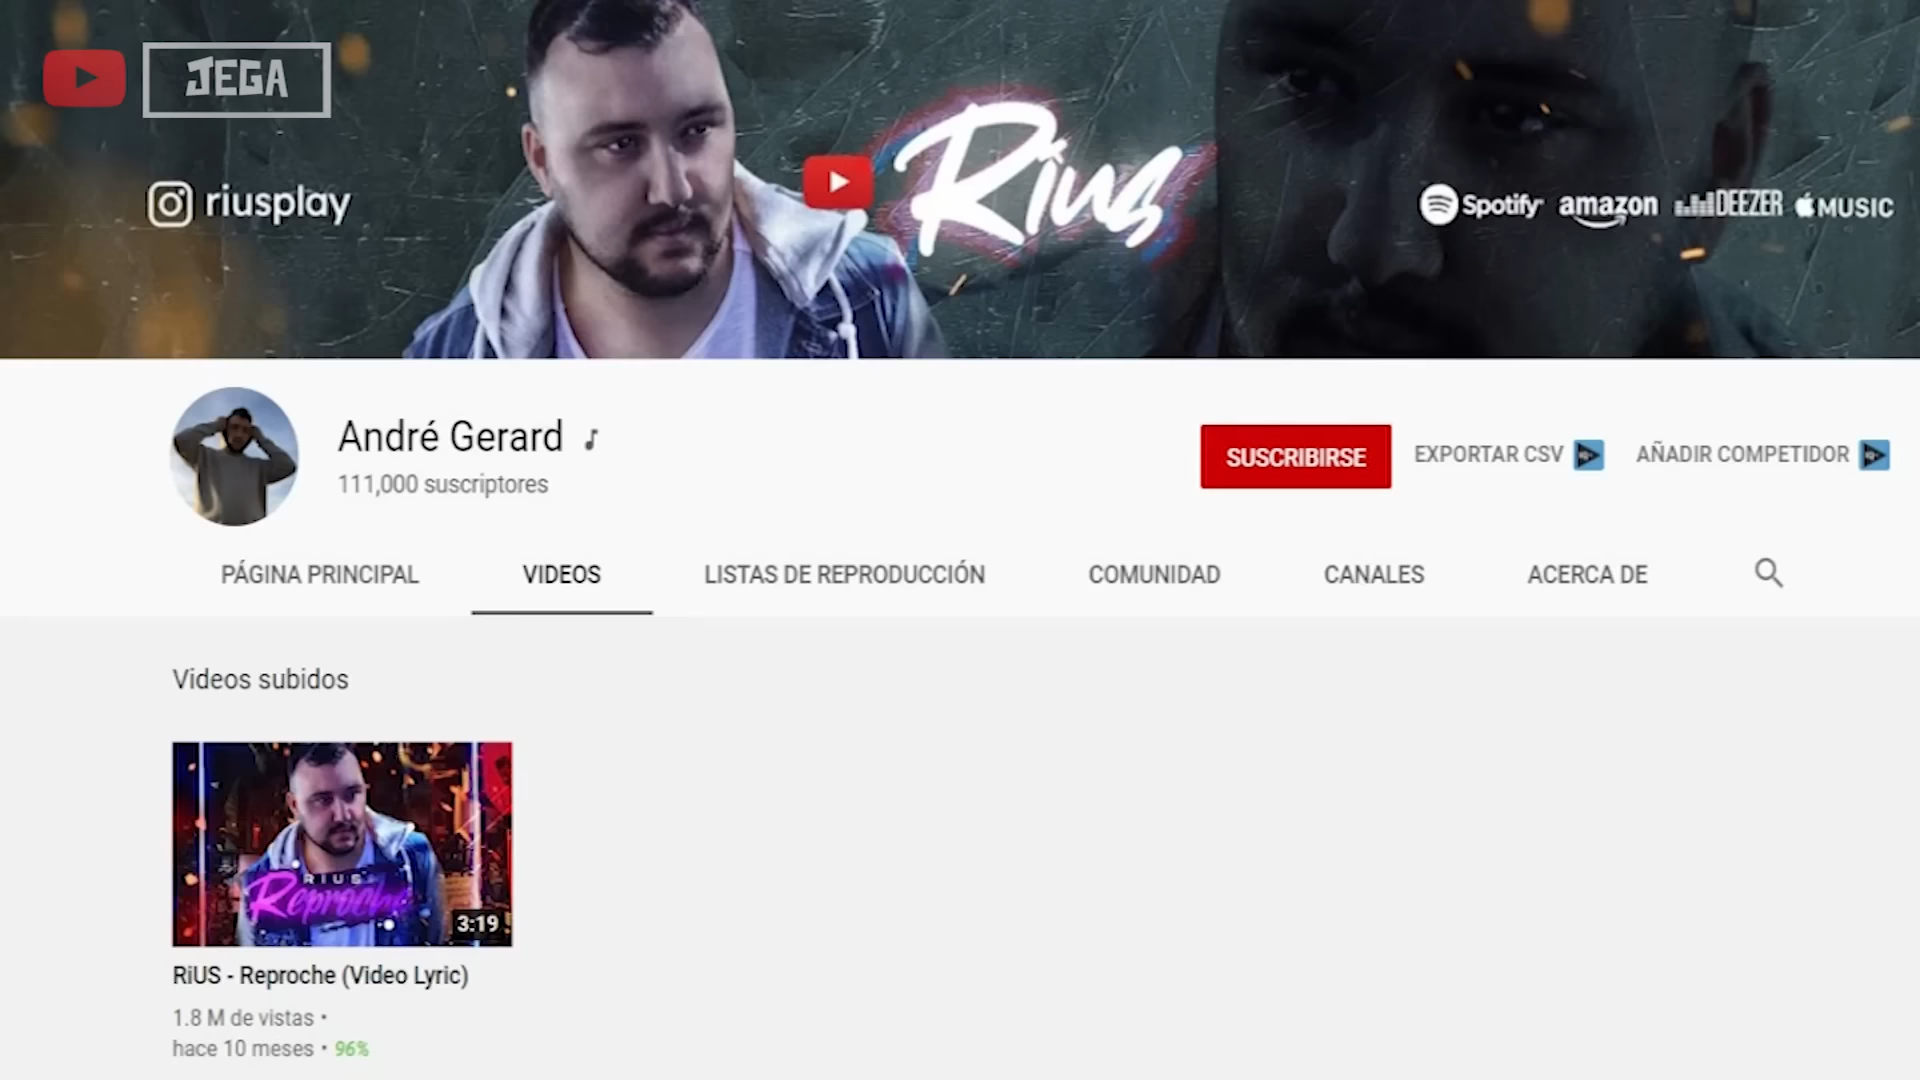 JEGA
riusplay
Rius
Spotify amazon DEEZER MUSIC
André Gerard
111,000 suscriptores
SUSCRIBIRSE
EXPORTAR CSV
AÑADIR COMPETIDOR
PÁGINA PRINCIPAL
VIDEOS
LISTAS DE REPRODUCCIÓN
COMUNIDAD
CANALES
ACERCA DE
Videos subidos
RIUS
Reproche
3:19
RiUS - Reproche (Video Lyric)
1.8 M de vistas •
hace 10 meses • 96%